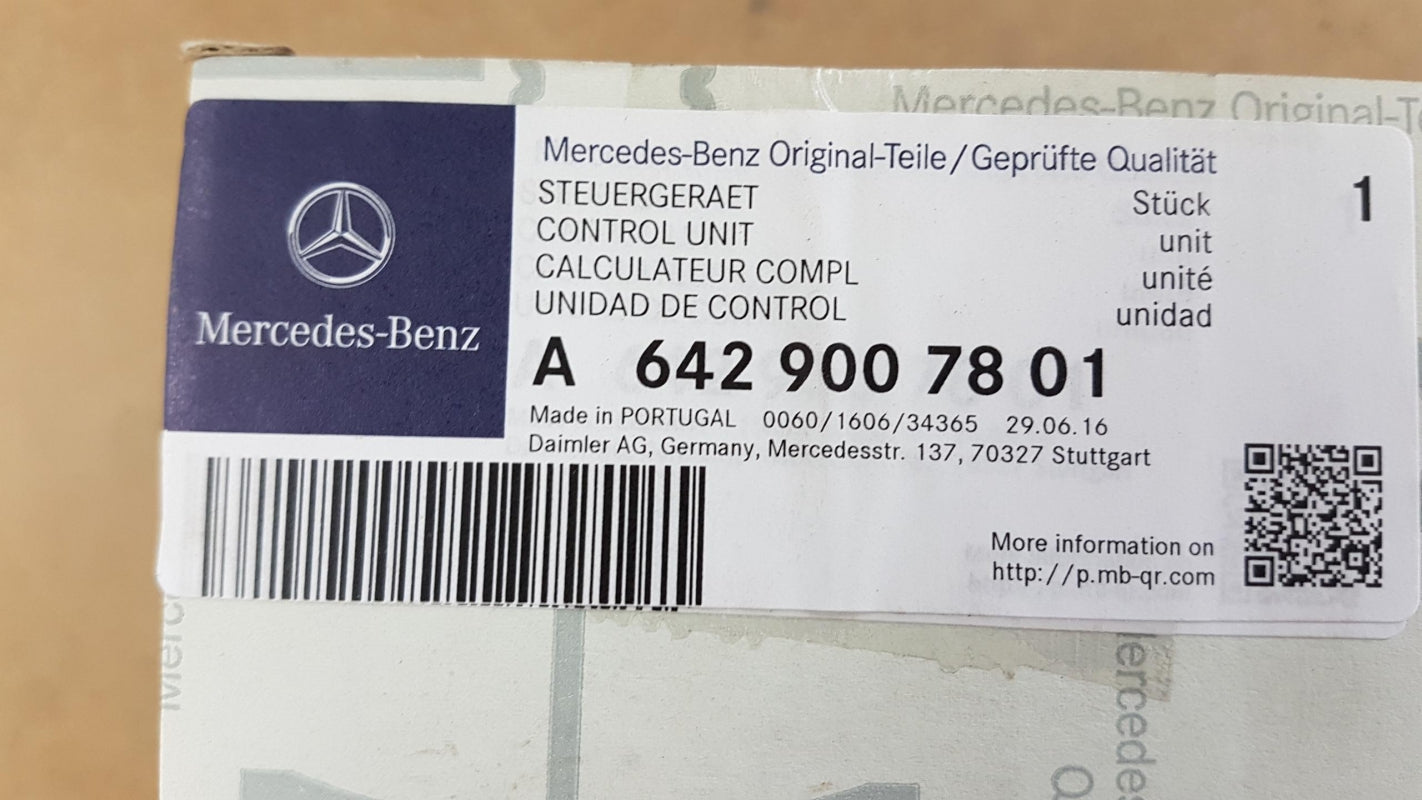 Mercedes-Benz Original-Te
Mercedes-Benz Original-Teile/Geprüfte Qualität
STEUERGERAET Stück 1
CONTROL UNIT unit
CALCULATEUR COMPL unité
UNIDAD DE CONTROL unidad
Mercedes-Benz
A 642 900 78 01
Made in PORTUGAL 0060/1606/34365 29.06.16
Daimler AG, Germany, Mercedesstr. 137, 70327 Stuttgart
More information on
http://p.mb-qr.com
Merc
ercedes
Q